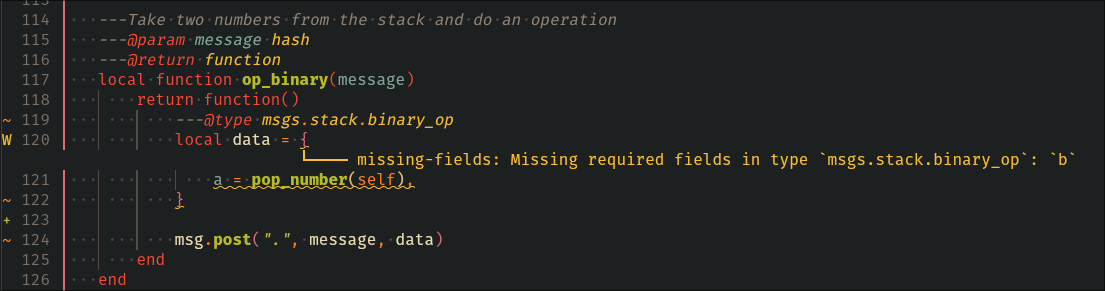 113
114 ---Take two numbers from the stack and do an operation
115 ---@param message hash
116 ---@return function
117 local function op_binary(message)
118 return function()
~ 119 ---@type msgs.stack.binary_op
W 120 local data = {
missing-fields: Missing required fields in type `msgs.stack.binary_op`: `b`
121 a = pop_number(self),
~ 122 }
+ 123
~ 124 msg.post(".", message, data)
125 end
126 end